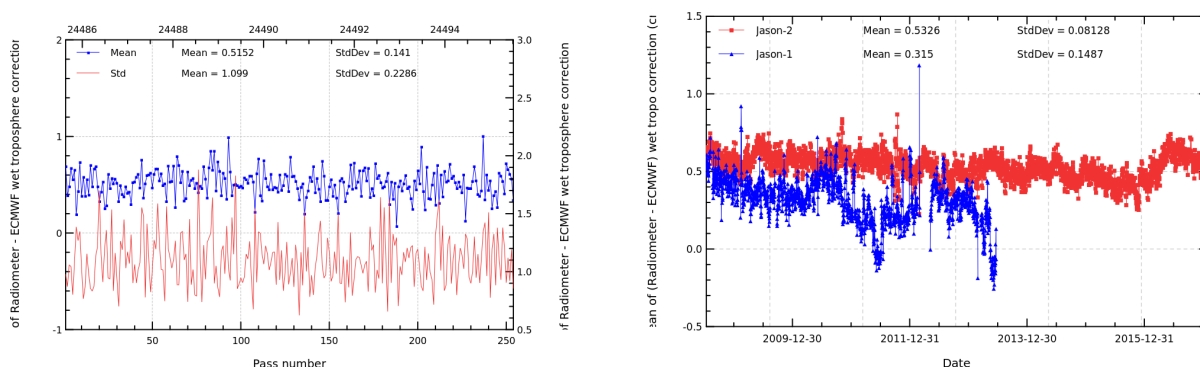 24486 24488 24490 24492 24494
of Radiometer - ECMWF wet troposphere correction
2
1
0
-1
Mean Mean = 0.5152 StdDev = 0.141
Std Mean = 1.099 StdDev = 0.2286
3.0
2.5
2.0
1.5
1.0
0.5
of Radiometer - ECMWF wet troposphere correction
50 100 150 200 250
Pass number
ean of (Radiometer - ECMWF) wet tropo correction (c
1.5
1.0
0.5
0.0
-0.5
Jason-2 Mean = 0.5326 StdDev = 0.08128
Jason-1 Mean = 0.315 StdDev = 0.1487
2009-12-30 2011-12-31 2013-12-30 2015-12-31
Date